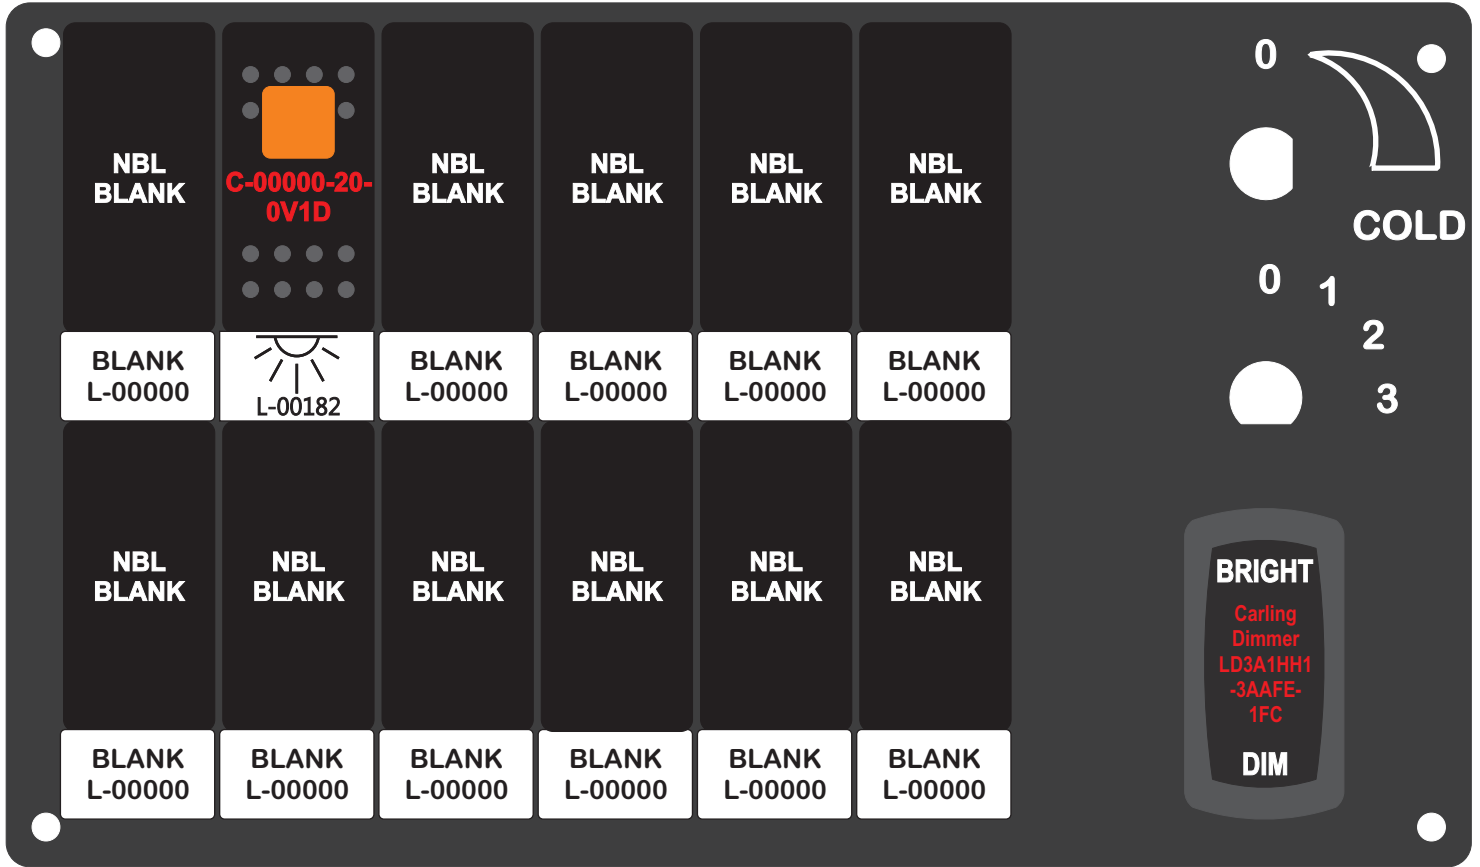 NBL
BLANK
C-00000-20-
0V1D
NBL
BLANK
NBL
BLANK
NBL
BLANK
NBL
BLANK
BLANK
L-00000
L-00182
BLANK
L-00000
BLANK
L-00000
BLANK
L-00000
BLANK
L-00000
NBL
BLANK
NBL
BLANK
NBL
BLANK
NBL
BLANK
NBL
BLANK
NBL
BLANK
BLANK
L-00000
BLANK
L-00000
BLANK
L-00000
BLANK
L-00000
BLANK
L-00000
BLANK
L-00000
0
COLD
0
1
2
3
BRIGHT
Carling
Dimmer
LD3A1HH1
-3AAFE-
1FC
DIM